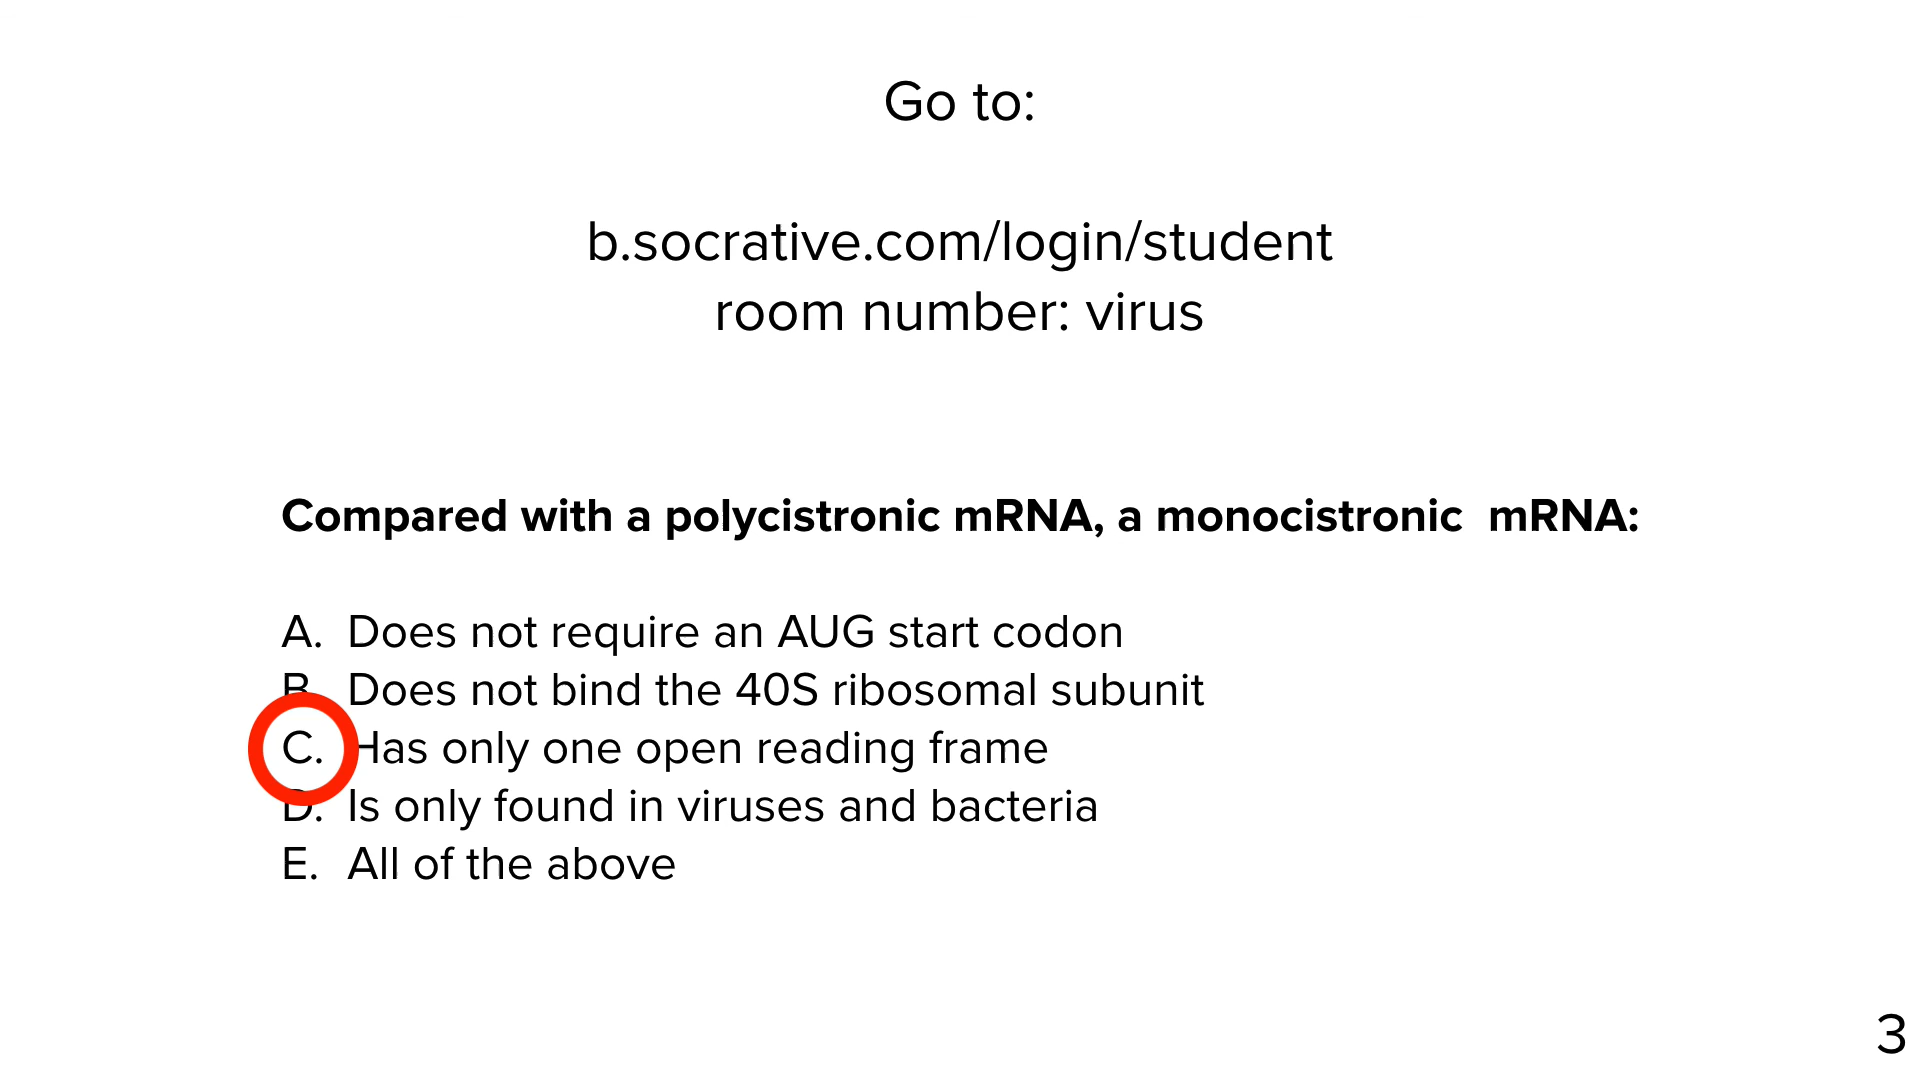 Go to:
b.socrative.com/login/student
room number: virus
Compared with a polycistronic mRNA, a monocistronic  mRNA:
A. Does not require an AUG start codon
B. Does not bind the 40S ribosomal subunit
C. Has only one open reading frame
D. Is only found in viruses and bacteria
E. All of the above
3